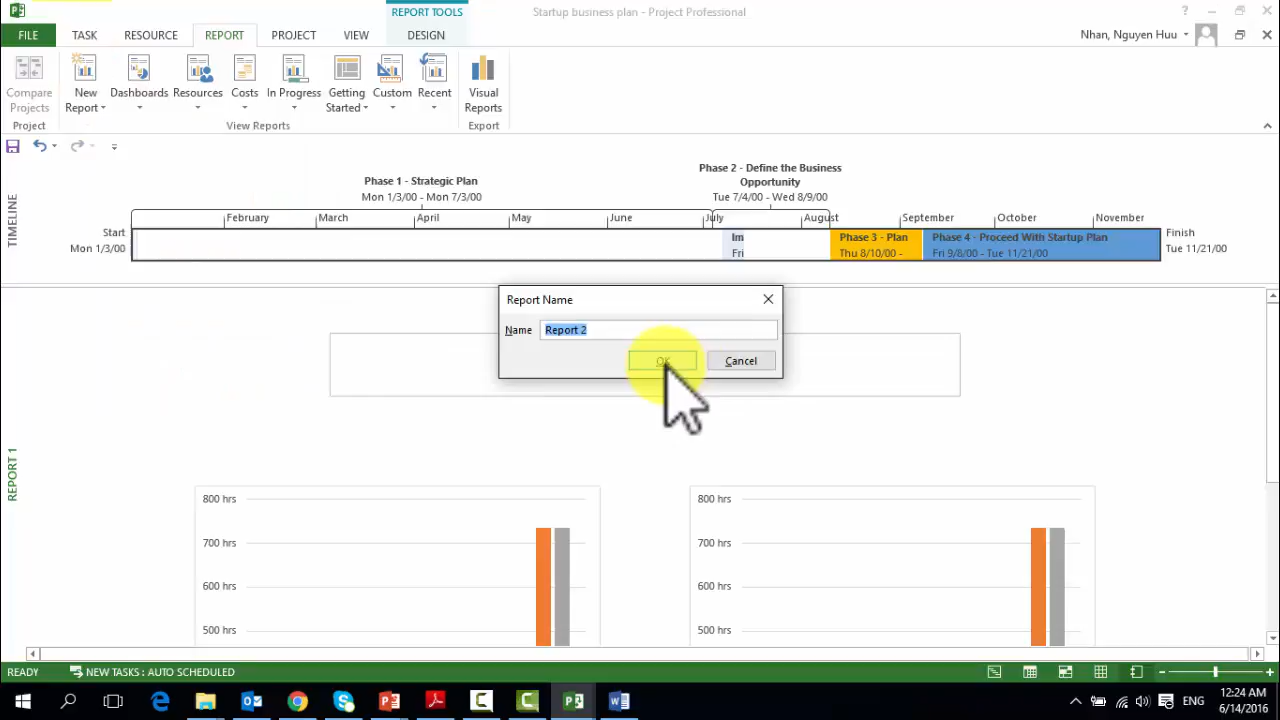 REPORT TOOLS
Startup business plan - Project Professional
FILE
TASK
RESOURCE
REPORT
PROJECT
VIEW
DESIGN
Nhan, Nguyen Huu
Compare
Projects
New
Report
Dashboards
Resources
Costs
In Progress
Getting
Started
Custom
Recent
Visual
Reports
Project
View Reports
Export
TIMELINE
Phase 1 - Strategic Plan
Mon 1/3/00 - Mon 7/3/00
Phase 2 - Define the Business
Opportunity
Tue 7/4/00 - Wed 8/9/00
February
March
April
May
June
July
August
September
October
November
Start
Mon 1/3/00
Im
Fri
Phase 3 - Plan
Thu 8/10/00 -
Phase 4 - Proceed With Startup Plan
Fri 9/8/00 - Tue 11/21/00
Finish
Tue 11/21/00
Report Name
Name
Report 2
OK
Cancel
REPORT 1
800 hrs
700 hrs
600 hrs
500 hrs
800 hrs
700 hrs
600 hrs
500 hrs
READY
NEW TASKS : AUTO SCHEDULED
ENG
12:24 AM
6/14/2016